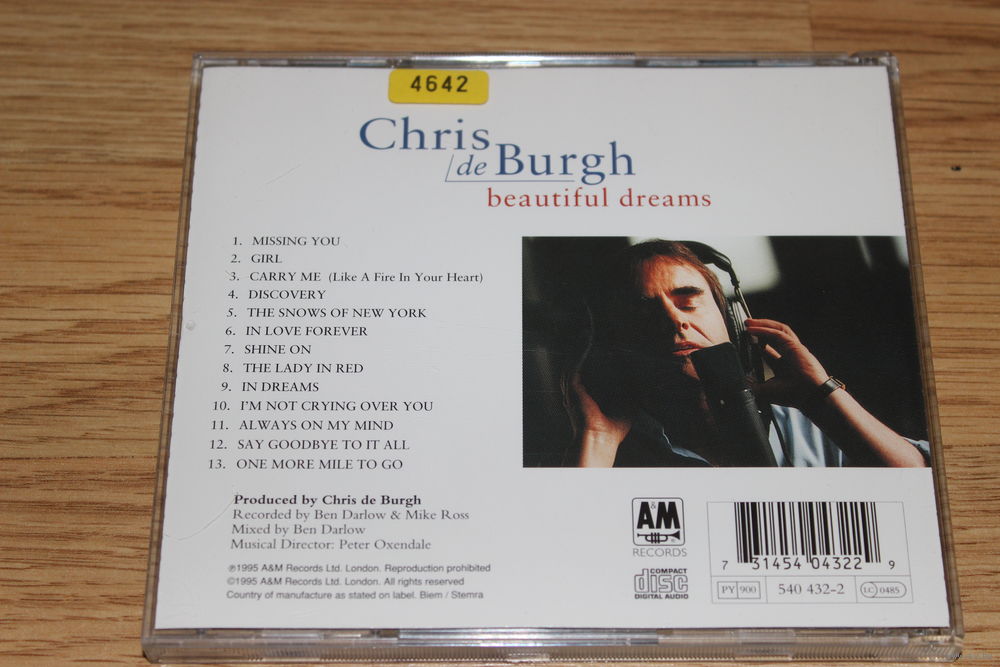 4642
Chris
de Burgh
beautiful dreams
1. MISSING YOU
2. GIRL
3. CARRY ME (Like A Fire In Your Heart)
4. DISCOVERY
5. THE SNOWS OF NEW YORK
6. IN LOVE FOREVER
7. SHINE ON
8. THE LADY IN RED
9. IN DREAMS
10. I'M NOT CRYING OVER YOU
11. ALWAYS ON MY MIND
12. SAY GOODBYE TO IT ALL
13. ONE MORE MILE TO GO
Produced by Chris de Burgh
Recorded by Ben Darlow & Mike Ross
Mixed by Ben Darlow
Musical Director: Peter Oxendale
℗1995 A&M Records Ltd. London. Reproduction prohibited
©1995 A&M Records Ltd. London. All rights reserved
Country of manufacture as stated on label. Biem / Stemra
A&M
RECORDS
COMPACT
disc
DIGITAL AUDIO
7 31454 04322 9
PY 900 540 432-2 LC 0485